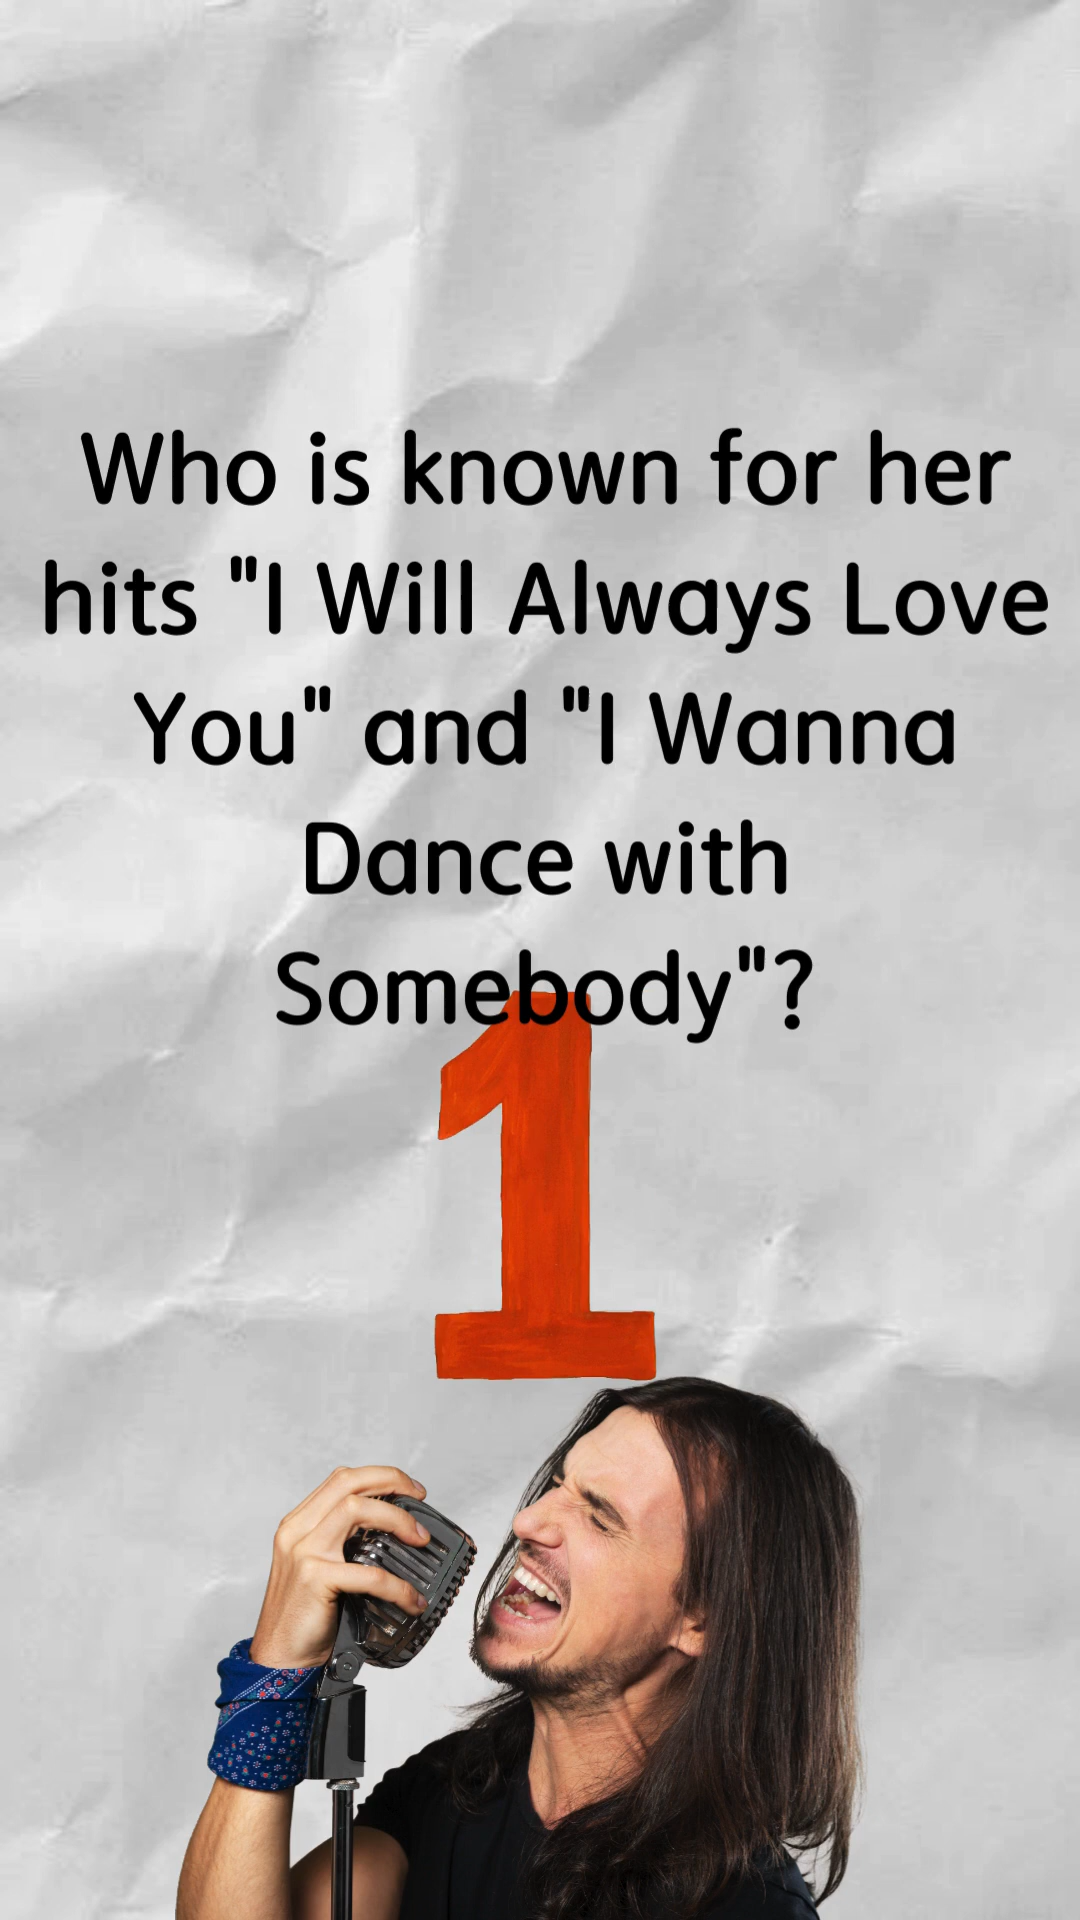 Who is known for her
hits "I Will Always Love
You" and "I Wanna
Dance with
Somebody"?
1